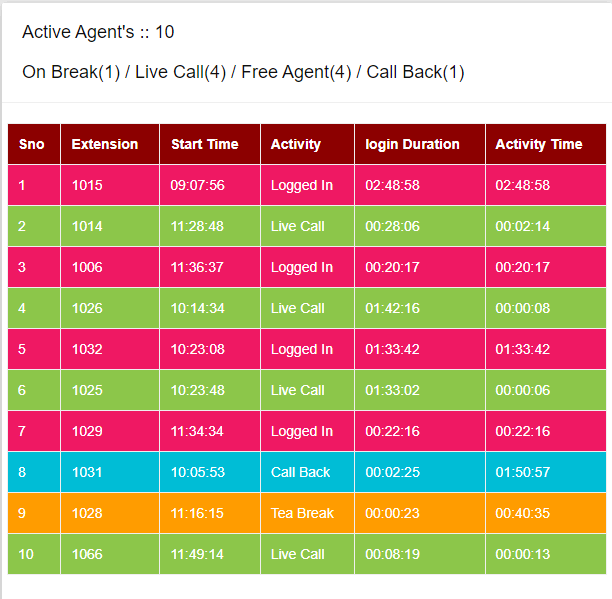 Active Agent's :: 10
On Break(1) / Live Call(4) / Free Agent(4) / Call Back(1)
Sno Extension Start Time Activity login Duration Activity Time
1 1015 09:07:56 Logged In 02:48:58 02:48:58
2 1014 11:28:48 Live Call 00:28:06 00:02:14
3 1006 11:36:37 Logged In 00:20:17 00:20:17
4 1026 10:14:34 Live Call 01:42:16 00:00:08
5 1032 10:23:08 Logged In 01:33:42 01:33:42
6 1025 10:23:48 Live Call 01:33:02 00:00:06
7 1029 11:34:34 Logged In 00:22:16 00:22:16
8 1031 10:05:53 Call Back 00:02:25 01:50:57
9 1028 11:16:15 Tea Break 00:00:23 00:40:35
10 1066 11:49:14 Live Call 00:08:19 00:00:13